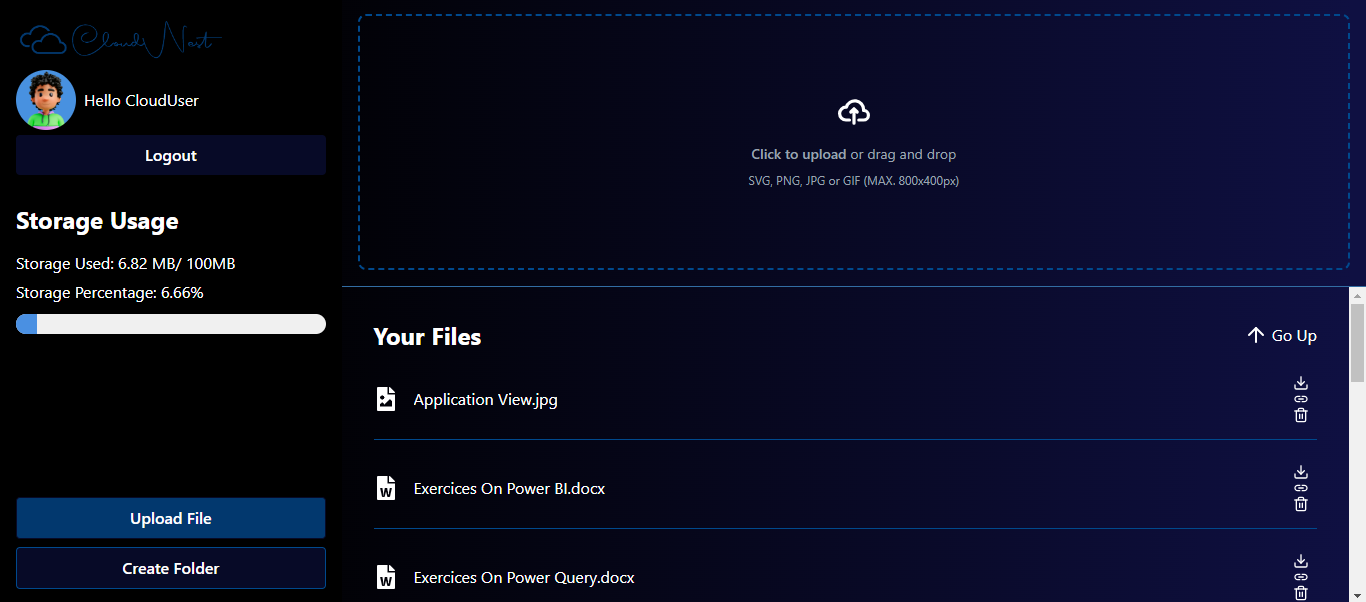 Cloud Nest
Hello CloudUser
Logout
Storage Usage
Storage Used: 6.82 MB/ 100MB
Storage Percentage: 6.66%
Upload File
Create Folder
Click to upload or drag and drop
SVG, PNG, JPG or GIF (MAX. 800x400px)
Your Files
Go Up
Application View.jpg
Exercices On Power BI.docx
Exercices On Power Query.docx